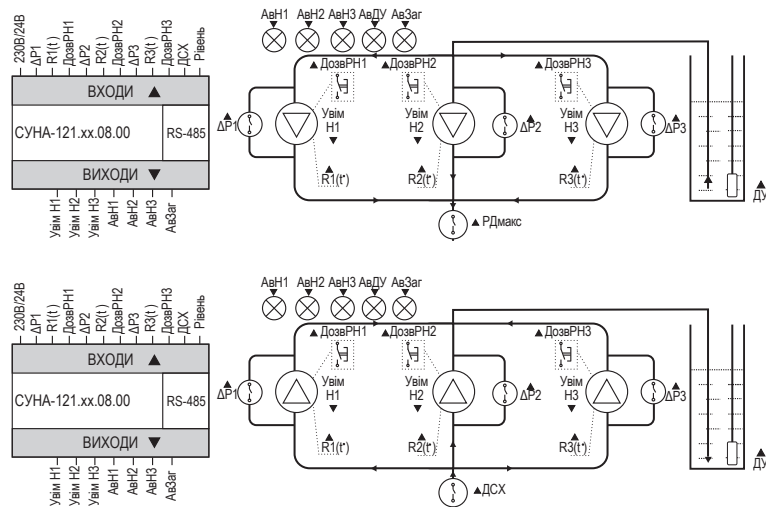 АвН1 АвН2 АвН3 АвДУ АвЗаг
230В/24В
ΔР1
R1(t)
ДозвРН1
ΔР2
R2(t)
ДозвРН2
ΔР3
R3(t)
ДозвРН3
ДСХ
Рівень
ВХОДИ ▲
СУНА-121.хх.08.00 RS-485
ВИХОДИ ▼
Увім Н1
Увім Н2
Увім Н3
АвН1
АвН2
АвН3
АвЗаг
▲ДозвРН1 ▲ДозвРН2 ▲ДозвРН3
ΔР1 Увім Н1 Увім Н2 ΔР2 Увім Н3 ΔР3
R1(t°) R2(t°) R3(t°)
ДУ
▲РДмакс
АвН1 АвН2 АвН3 АвДУ АвЗаг
230В/24В
ΔР1
R1(t)
ДозвРН1
ΔР2
R2(t)
ДозвРН2
ΔР3
R3(t)
ДозвРН3
ДСХ
Рівень
ВХОДИ ▲
СУНА-121.хх.08.00 RS-485
ВИХОДИ ▼
Увім Н1
Увім Н2
Увім Н3
АвН1
АвН2
АвН3
АвЗаг
▲ДозвРН1 ▲ДозвРН2 ▲ДозвРН3
ΔР1 Увім Н1 Увім Н2 ΔР2 Увім Н3 ΔР3
R1(t°) R2(t°) R3(t°)
ДУ
▲ДСХ